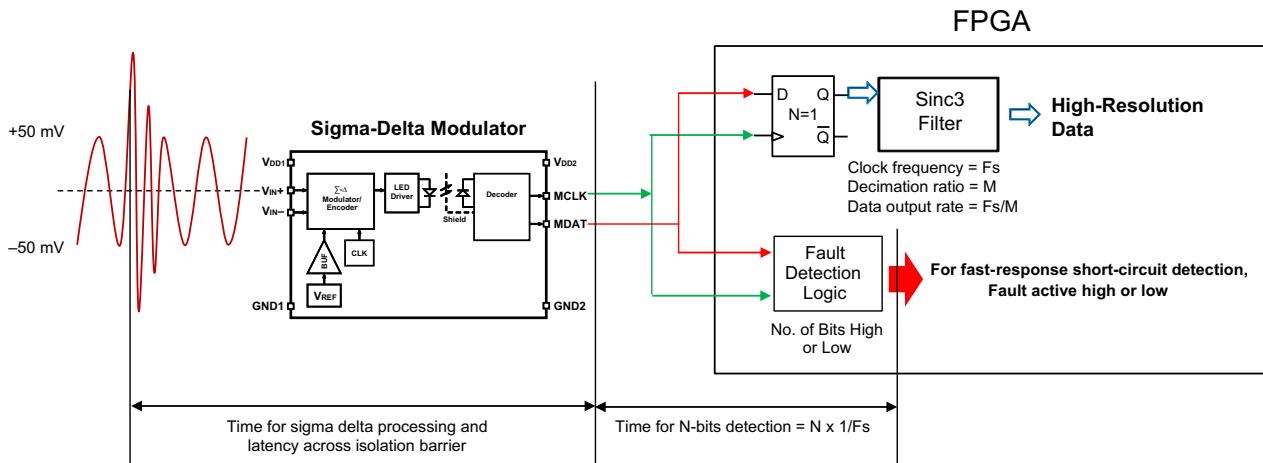 FPGA
+50 mV
–50 mV
Sigma-Delta Modulator
VDD1
VIN+
VIN–
GND1
∑-Δ
Modulator/
Encoder
BUF
VREF
CLK
LED
Driver
Shield
Decoder
VDD2
MCLK
MDAT
GND2
D Q
N=1
Q
Sinc3
Filter
High-Resolution
Data
Clock frequency = Fs
Decimation ratio = M
Data output rate = Fs/M
Fault
Detection
Logic
No. of Bits High
or Low
For fast-response short-circuit detection,
Fault active high or low
Time for sigma delta processing and
latency across isolation barrier
Time for N-bits detection = N x 1/Fs